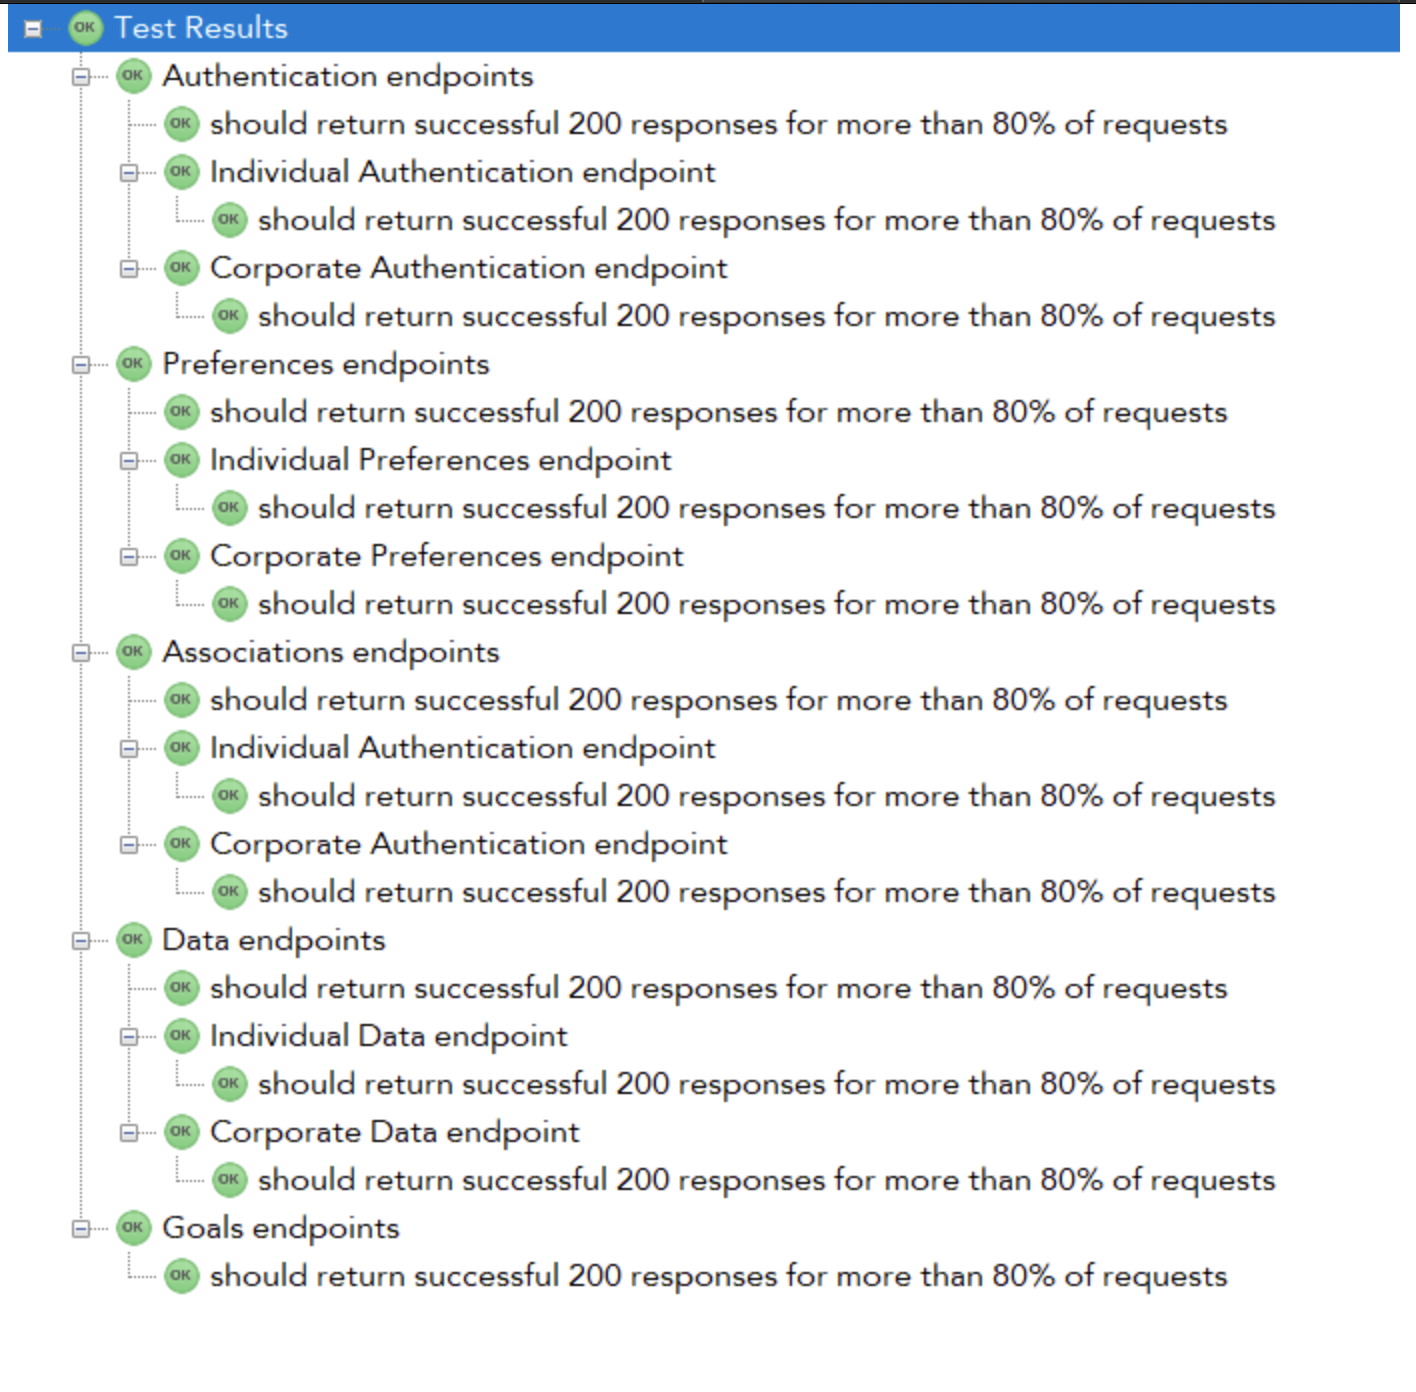 OK Test Results
OK Authentication endpoints
OK should return successful 200 responses for more than 80% of requests
OK Individual Authentication endpoint
OK should return successful 200 responses for more than 80% of requests
OK Corporate Authentication endpoint
OK should return successful 200 responses for more than 80% of requests
OK Preferences endpoints
OK should return successful 200 responses for more than 80% of requests
OK Individual Preferences endpoint
OK should return successful 200 responses for more than 80% of requests
OK Corporate Preferences endpoint
OK should return successful 200 responses for more than 80% of requests
OK Associations endpoints
OK should return successful 200 responses for more than 80% of requests
OK Individual Authentication endpoint
OK should return successful 200 responses for more than 80% of requests
OK Corporate Authentication endpoint
OK should return successful 200 responses for more than 80% of requests
OK Data endpoints
OK should return successful 200 responses for more than 80% of requests
OK Individual Data endpoint
OK should return successful 200 responses for more than 80% of requests
OK Corporate Data endpoint
OK should return successful 200 responses for more than 80% of requests
OK Goals endpoints
OK should return successful 200 responses for more than 80% of requests